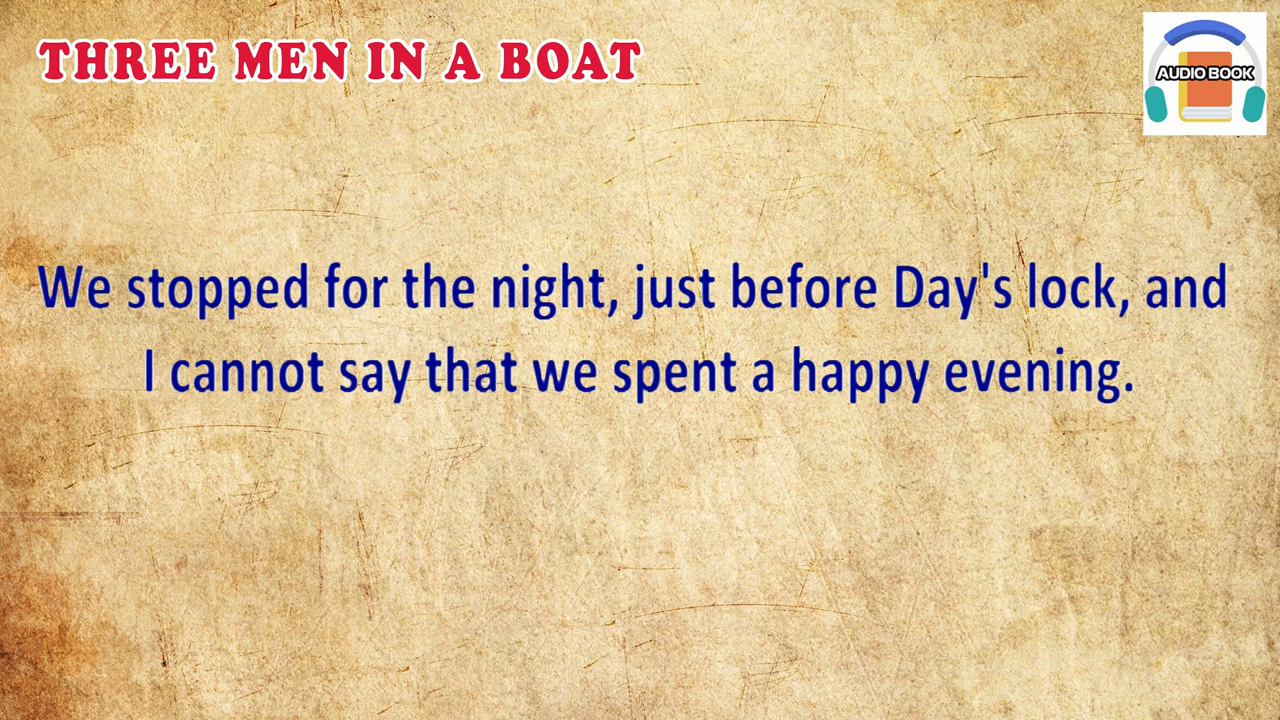 THREE MEN IN A BOAT
AUDIO BOOK
We stopped for the night, just before Day's lock, and
I cannot say that we spent a happy evening.